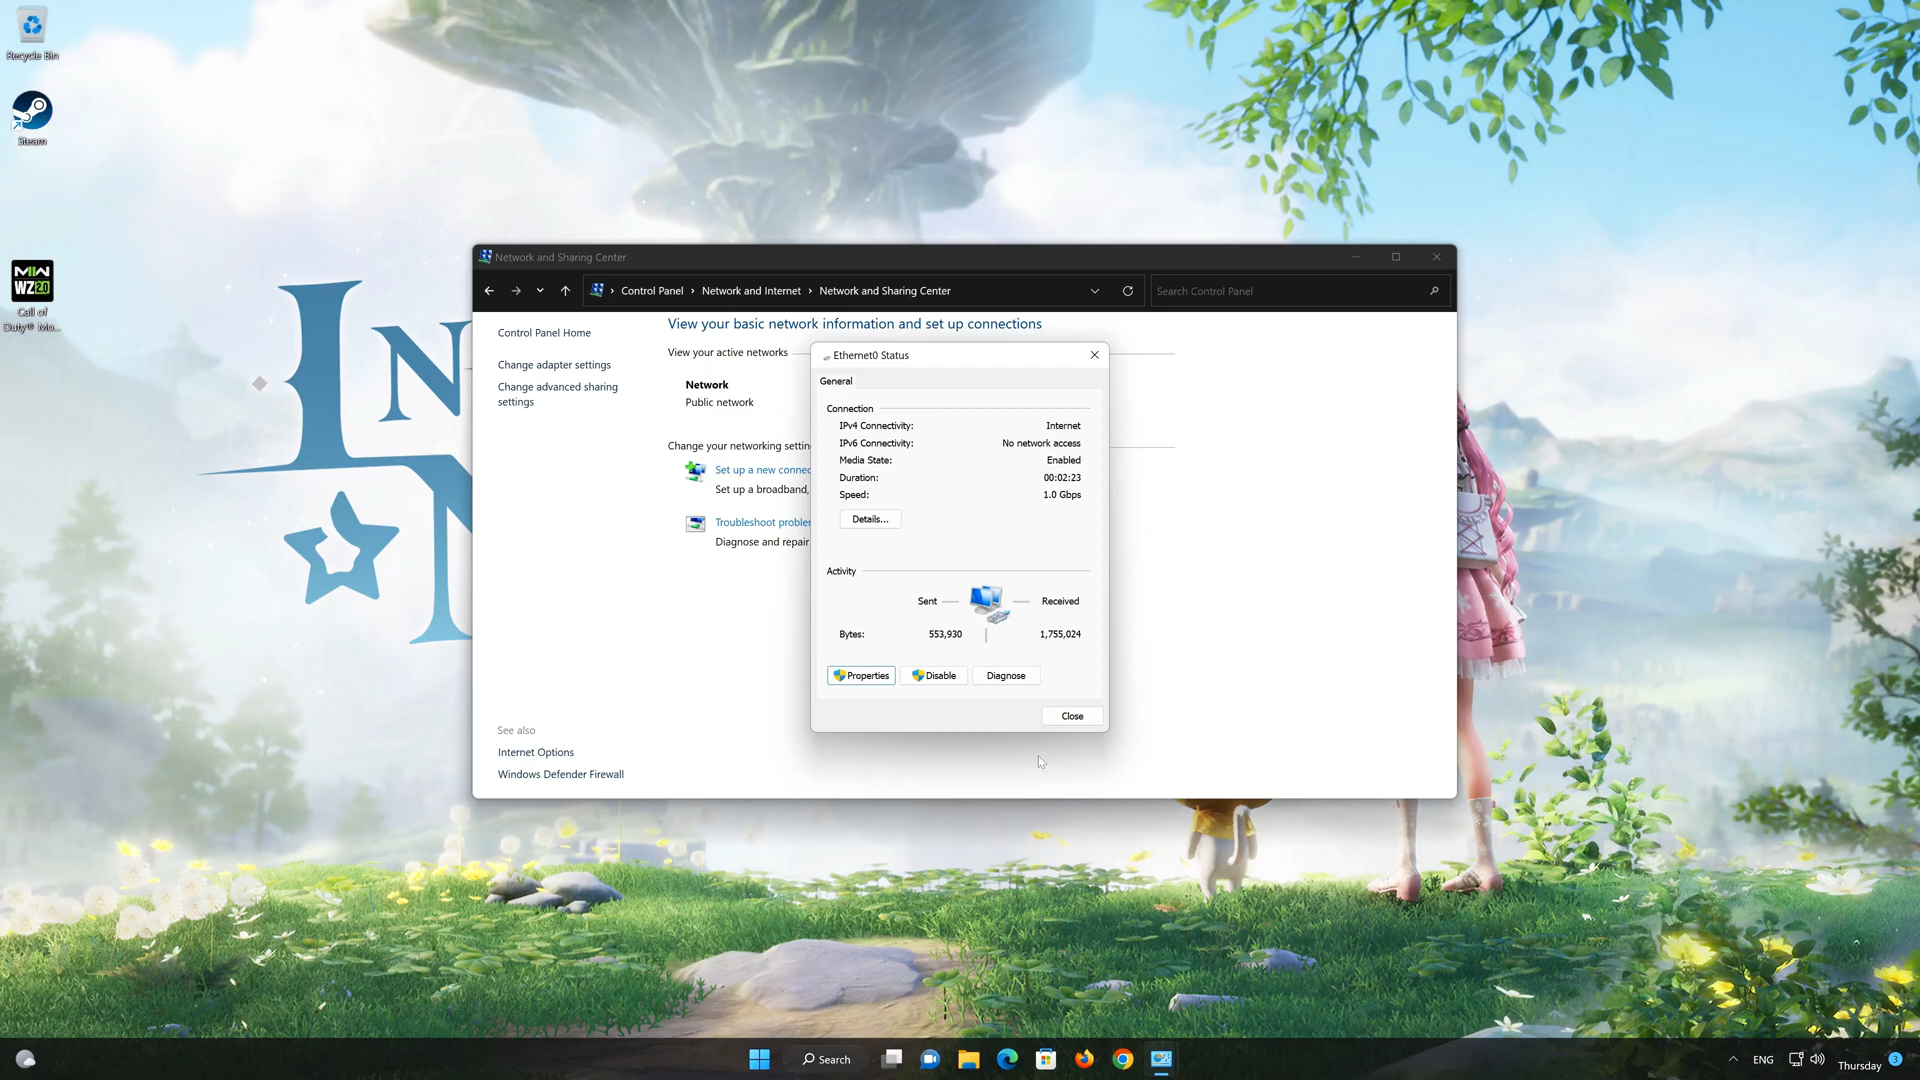 Recycle Bin
Steam
MW
WZ 2.0
Call of
Duty® Mo...
Network and Sharing Center
Control Panel
Network and Internet
Network and Sharing Center
Search Control Panel
Control Panel Home
Change adapter settings
Change advanced sharing
settings
View your basic network information and set up connections
View your active networks
Network
Public network
Change your networking settin
Set up a new connec
Set up a broadband,
Troubleshoot probler
Diagnose and repair
Ethernet0 Status
General
Connection
IPv4 Connectivity: Internet
IPv6 Connectivity: No network access
Media State: Enabled
Duration: 00:02:23
Speed: 1.0 Gbps
Details...
Activity
Sent Received
Bytes: 553,930 1,755,024
Properties Disable Diagnose
Close
See also
Internet Options
Windows Defender Firewall
Search
ENG
Thursday
3